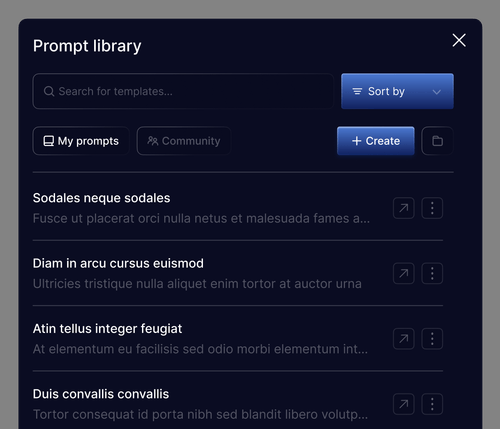 Prompt library
Search for templates...
Sort by
My prompts
Community
Create
Sodales neque sodales
Fusce ut placerat orci nulla netus et malesuada fames a...
Diam in arcu cursus euismod
Ultricies tristique nulla aliquet enim tortor at auctor urna
Atin tellus integer feugiat
At elementum eu facilisis sed odio morbi elementum int...
Duis convallis convallis
Tortor consequat id porta nibh sed blandit libero volutp...